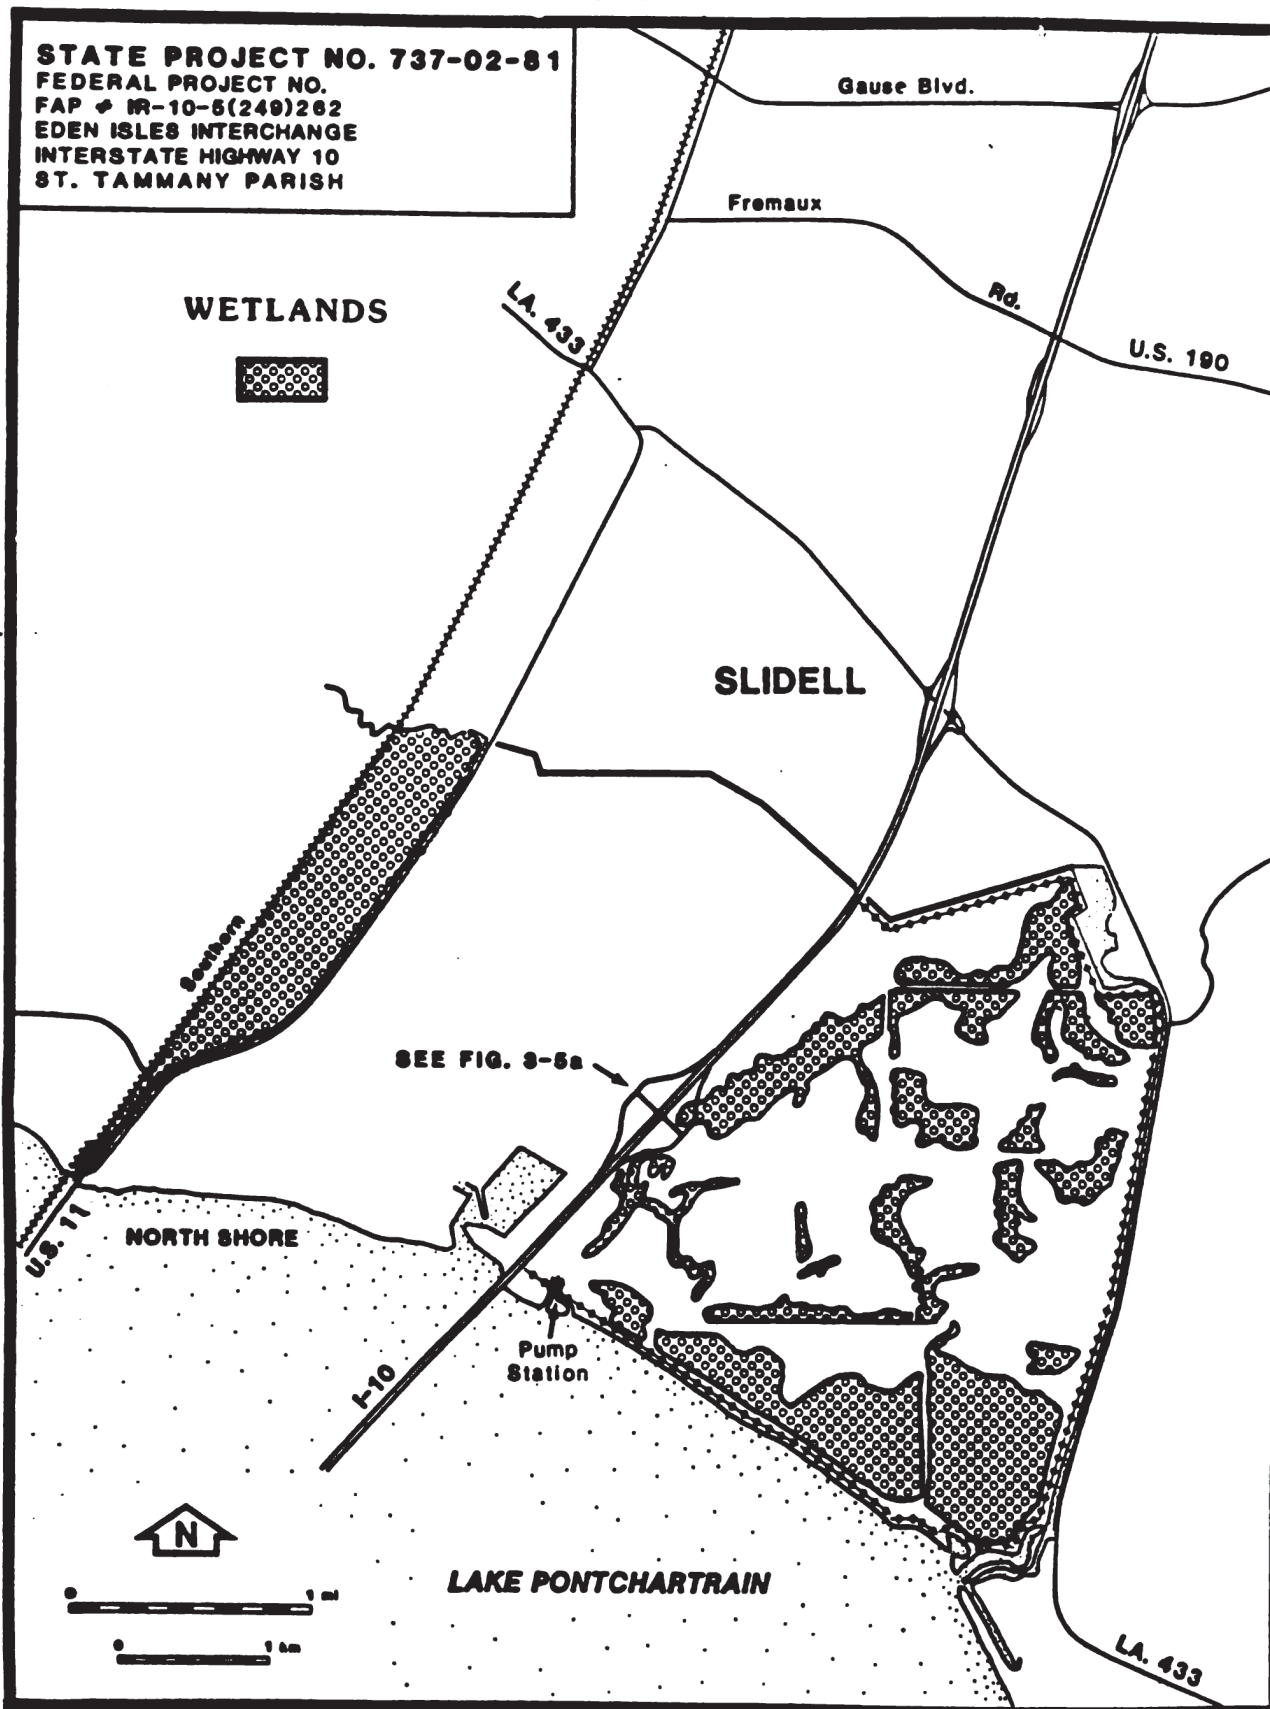 STATE PROJECT NO. 737-02-81
FEDERAL PROJECT NO.
FAP # IR-10-5(249)262
EDEN ISLES INTERCHANGE
INTERSTATE HIGHWAY 10
ST. TAMMANY PARISH
Gause Blvd.
Fremaux
Rd.
U.S. 190
WETLANDS
LA. 433
SLIDELL
Southern
SEE FIG. 3-5a
U.S. 11
NORTH SHORE
Pump
Station
I-10
N
LAKE PONTCHARTRAIN
0 1 mi
0 1 km
LA. 433